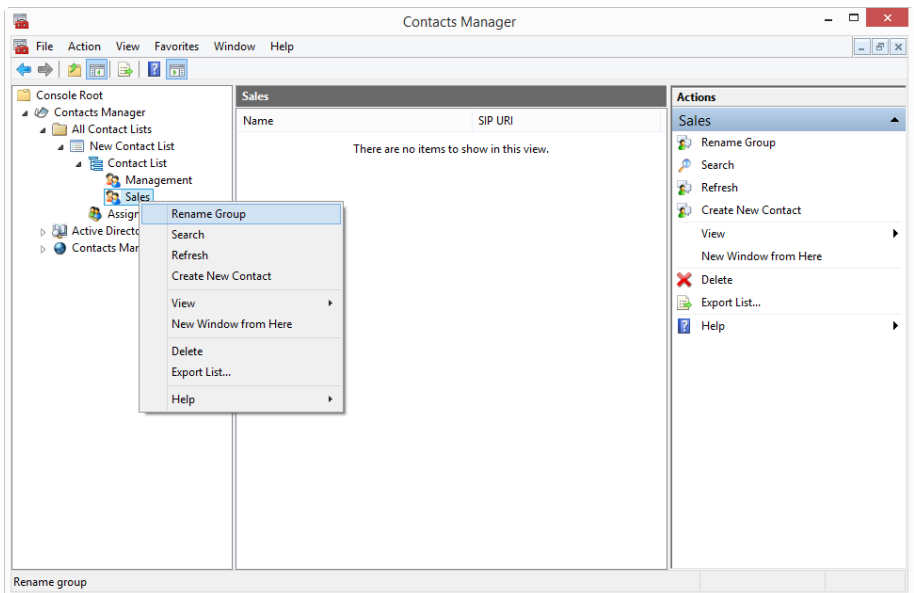 Contacts Manager
File Action View Favorites Window Help
Console Root
Contacts Manager
All Contact Lists
New Contact List
Contact List
Management
Sales
Assign
Active Directo
Contacts Mar
Rename Group
Search
Refresh
Create New Contact
View
New Window from Here
Delete
Export List...
Help
Sales
Name SIP URI
There are no items to show in this view.
Actions
Sales
Rename Group
Search
Refresh
Create New Contact
View
New Window from Here
Delete
Export List...
Help
Rename group